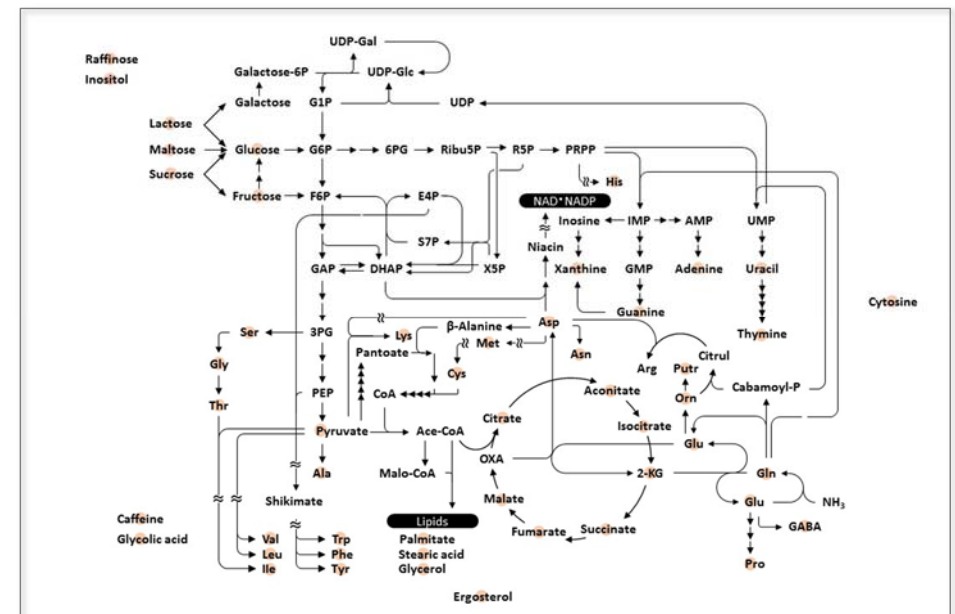 UDP-Gal
Raffinose
Inositol
Galactose-6P
UDP-Glc
Galactose
G1P
UDP
Lactose
Maltose
Glucose
G6P
6PG
Ribu5P
R5P
PRPP
Sucrose
His
Fructose
F6P
E4P
NAD•NADP
Inosine
IMP
AMP
UMP
S7P
Niacin
GAP
DHAP
X5P
Xanthine
GMP
Adenine
Uracil
Cytosine
Guanine
Ser
3PG
Lys
β-Alanine
Asp
Thymine
Met
Pantoate
Asn
Citrul
Gly
Cys
Arg
Putr
PEP
CoA
Aconitate
Orn
Cabamoyl-P
Thr
Citrate
Pyruvate
Ace-CoA
Isocitrate
Glu
OXA
Ala
Malo-CoA
2-KG
Gln
Shikimate
Malate
Glu
NH3
Caffeine
Lipids
Fumarate
Succinate
GABA
Glycolic acid
Val
Trp
Palmitate
Leu
Phe
Stearic acid
Ile
Tyr
Glycerol
Pro
Ergosterol